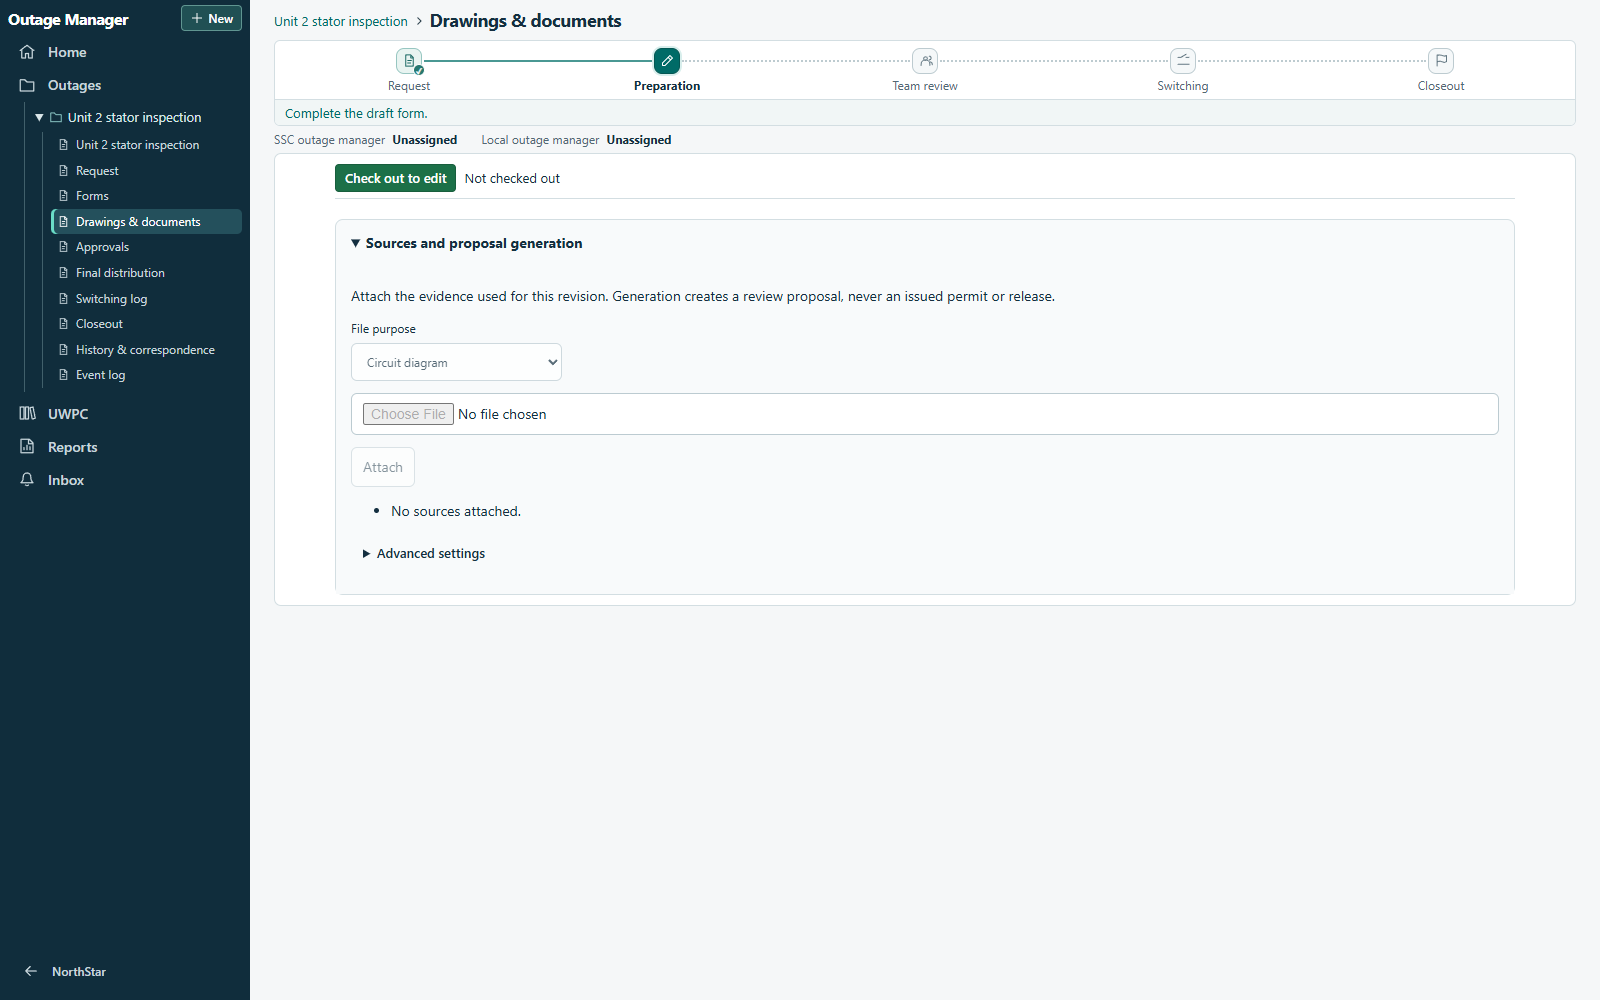 Outage Manager
New
Home
Outages
Unit 2 stator inspection
Unit 2 stator inspection
Request
Forms
Drawings & documents
Approvals
Final distribution
Switching log
Closeout
History & correspondence
Event log
UWPC
Reports
Inbox
NorthStar
Unit 2 stator inspection > Drawings & documents
Request
Preparation
Team review
Switching
Closeout
Complete the draft form.
SSC outage manager Unassigned Local outage manager Unassigned
Check out to edit Not checked out
Sources and proposal generation
Attach the evidence used for this revision. Generation creates a review proposal, never an issued permit or release.
File purpose
Circuit diagram
Choose File No file chosen
Attach
• No sources attached.
Advanced settings